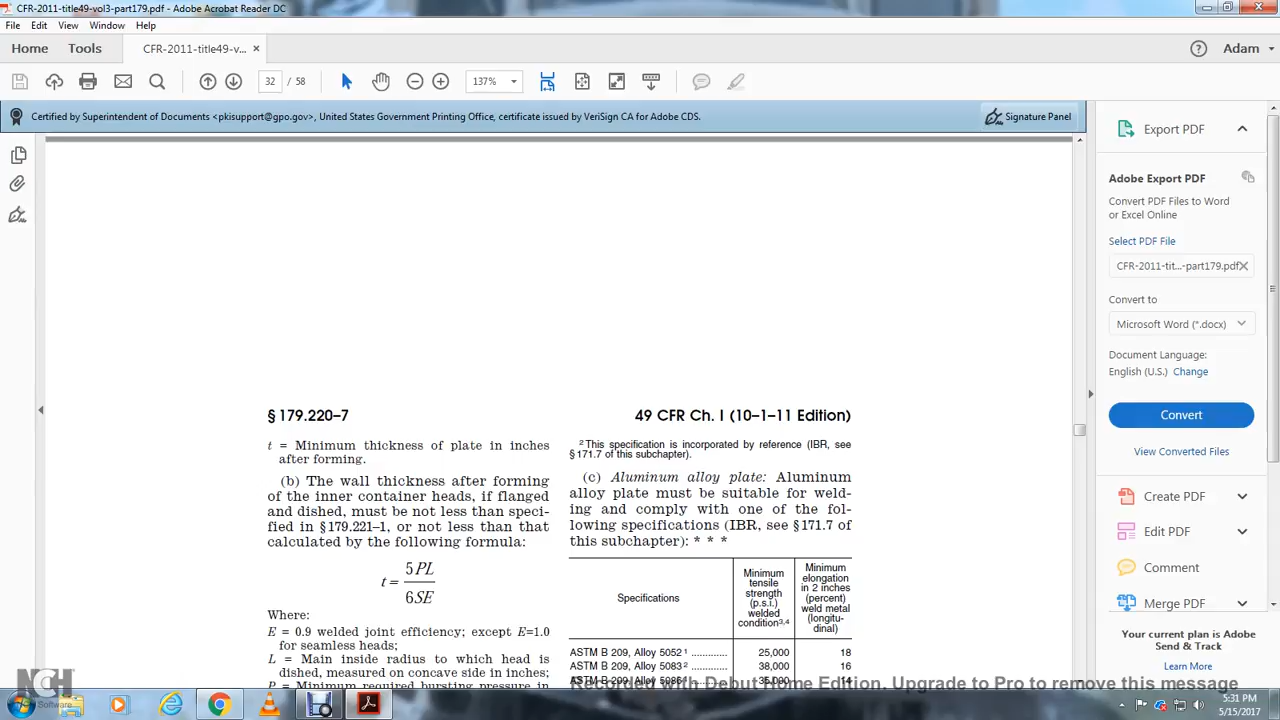 CFR-2011-title49-vol3-part179.pdf - Adobe Acrobat Reader DC
File Edit View Window Help
Home Tools CFR-2011-title49-v... × Adam
32 / 58 137%
Certified by Superintendent of Documents <pkisupport@gpo.gov>, United States Government Printing Office, certificate issued by VeriSign CA for Adobe CDS.
Signature Panel
§ 179.220–7
t = Minimum thickness of plate in inches
after forming.
(b) The wall thickness after forming
of the inner container heads, if flanged
and dished, must be not less than speci-
fied in § 179.221–1, or not less than that
calculated by the following formula:
t = 5PL
6SE
Where:
E = 0.9 welded joint efficiency; except E=1.0
for seamless heads;
L = Main inside radius to which head is
dished, measured on concave side in inches;
P = Minimum required bursting pressure in
49 CFR Ch. I (10–1–11 Edition)
2 This specification is incorporated by reference (IBR, see
§ 171.7 of this subchapter).
(c) Aluminum alloy plate: Aluminum
alloy plate must be suitable for weld-
ing and comply with one of the fol-
lowing specifications (IBR, see § 171.7 of
this subchapter): * * *
Specifications
Minimum
tensile
strength
(p.s.i.)
welded
condition 3,4
Minimum
elongation
in 2 inches
(percent)
weld metal
(longitu-
dinal)
ASTM B 209, Alloy 5052 1 ............. 25,000 18
ASTM B 209, Alloy 5083 2 ............. 38,000 16
ASTM B 209, Alloy 5086 1 ............. 35,000 14
Export PDF
Adobe Export PDF
Convert PDF Files to Word
or Excel Online
Select PDF File
CFR-2011-tit...-part179.pdf ×
Convert to
Microsoft Word (*.docx)
Document Language:
English (U.S.) Change
Convert
View Converted Files
Create PDF
Edit PDF
Comment
Merge PDF
Your current plan is Adobe
Send & Track
Learn More
Recorded with Debut Home Edition. Upgrade to Pro to remove this message
NCH
Software
5:31 PM
5/15/2017